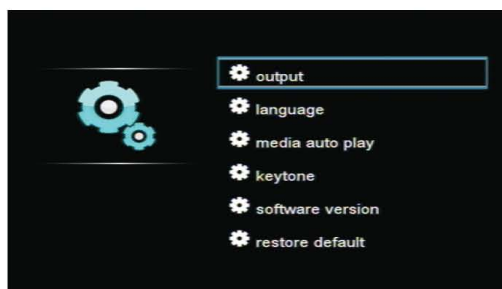 output
language
media auto play
keytone
software version
restore default